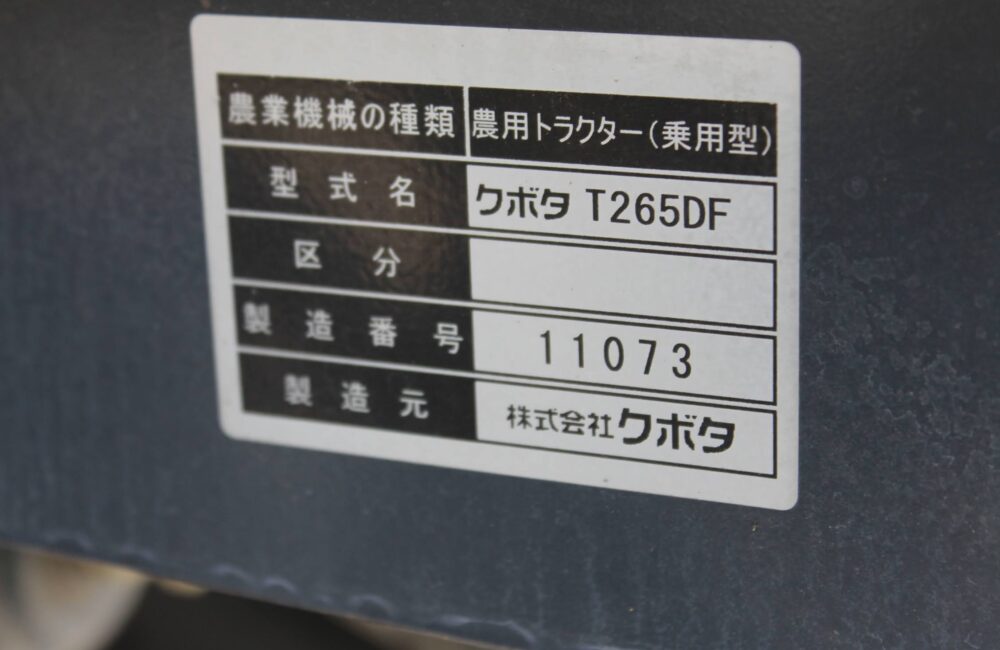 農業機械の種類 農用トラクター(乗用型)
型式名 クボタ T265DF
区分
製造番号 11073
製造元 株式会社クボタ